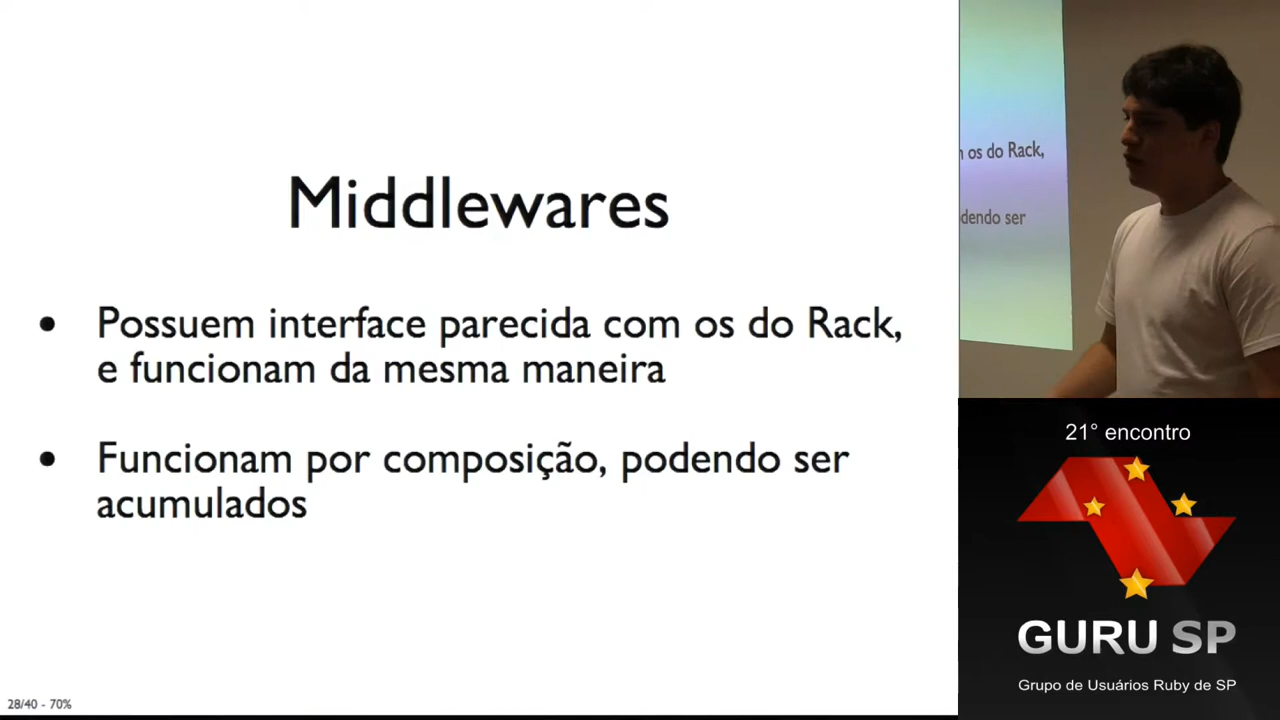 Middlewares
• Possuem interface parecida com os do Rack,
e funcionam da mesma maneira
• Funcionam por composição, podendo ser
acumulados
28/40 - 70%
os do Rack,
dendo ser
21° encontro
GURU SP
Grupo de Usuários Ruby de SP